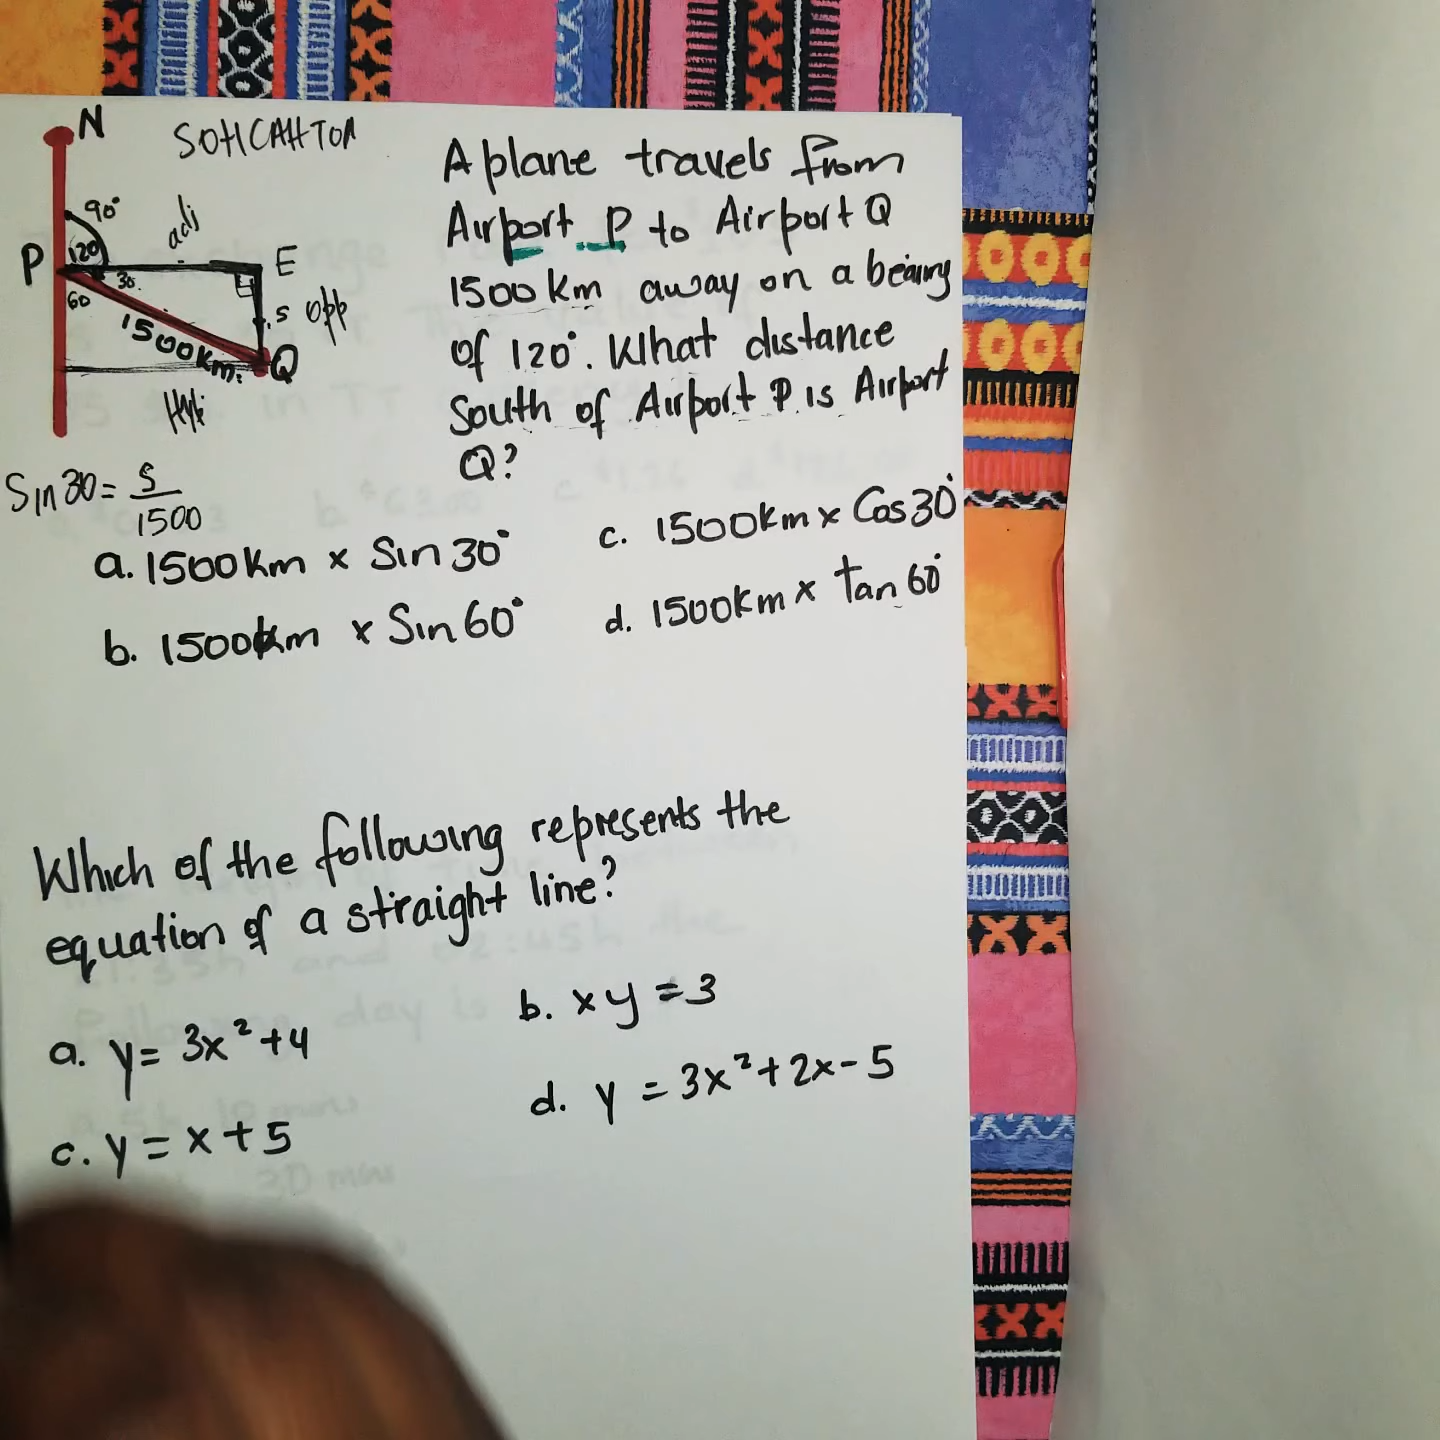 N
SOHCAHTOA
90°
adj
120
P
E
30.
60
s opp
1500km.
Q
Hyp
A plane travels from
Airport P to Airport Q
1500 km away on a bearing
of 120°. What distance
South of Airport P is Airport
Q?
Sin 30 = s
1500
a. 1500km x Sin 30°
c. 1500km x Cos 30°
b. 1500km x Sin 60°
d. 1500km x tan 60°
Which of the following represents the
equation of a straight line?
a. y = 3x² + 4
b. xy = 3
c. y = x + 5
d. y = 3x² + 2x - 5